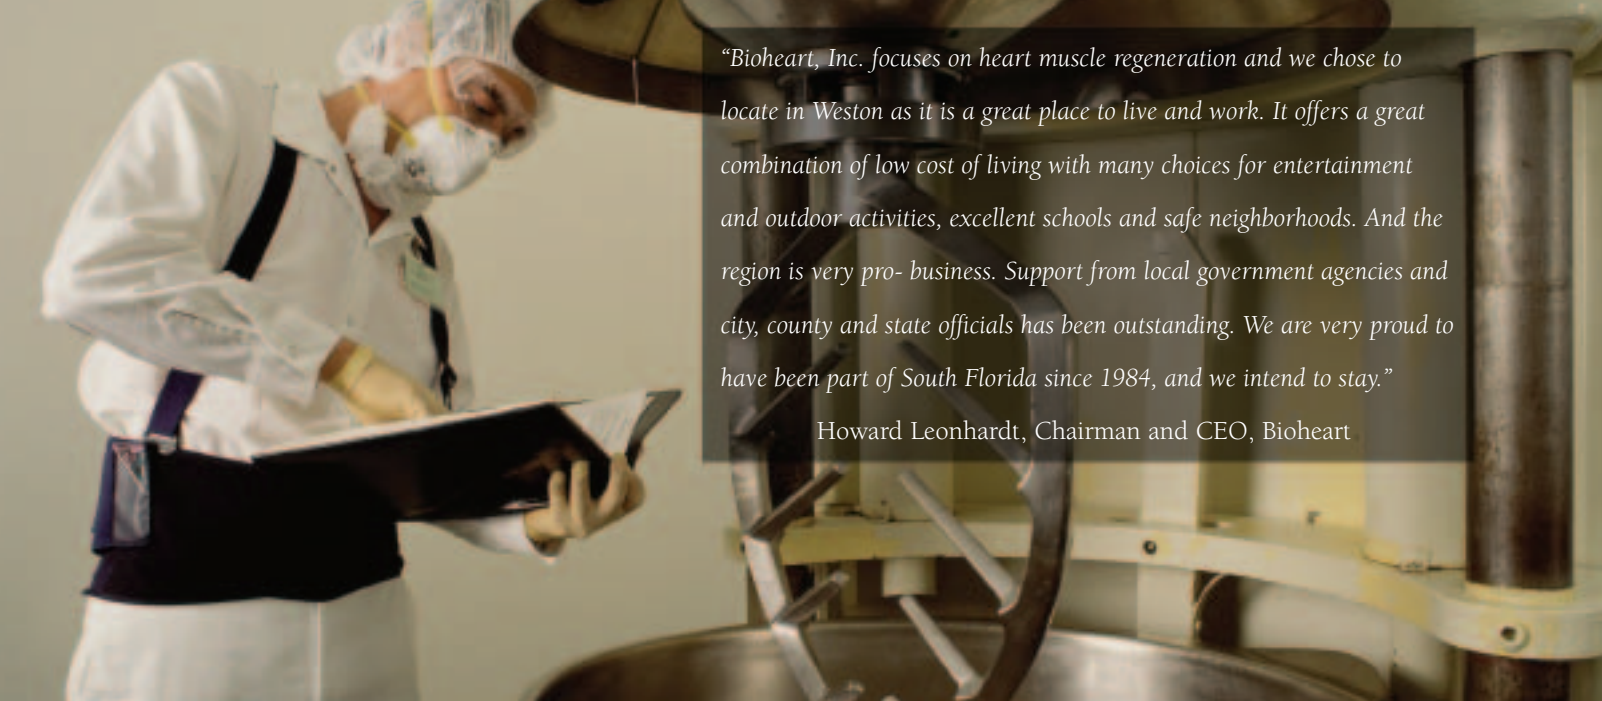 “Bioheart, Inc. focuses on heart muscle regeneration and we chose to
locate in Weston as it is a great place to live and work. It offers a great
combination of low cost of living with many choices for entertainment
and outdoor activities, excellent schools and safe neighborhoods. And the
region is very pro- business. Support from local government agencies and
city, county and state officials has been outstanding. We are very proud to
have been part of South Florida since 1984, and we intend to stay.”
Howard Leonhardt, Chairman and CEO, Bioheart